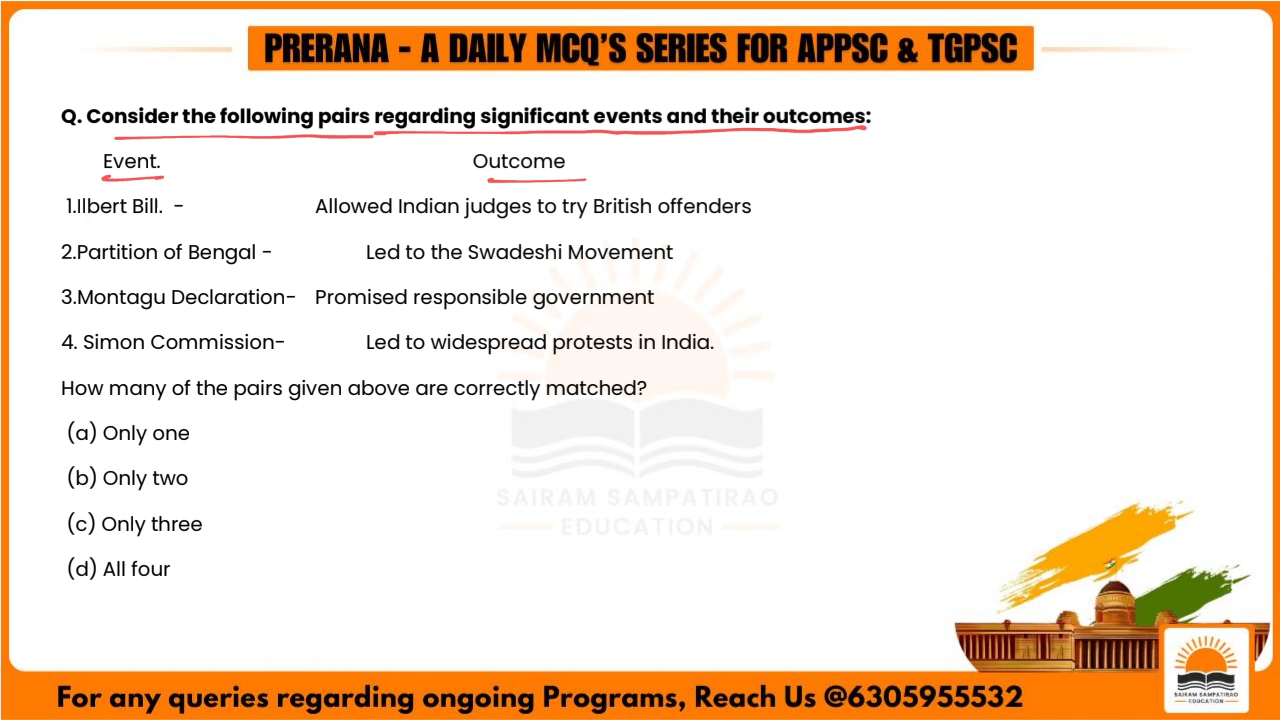 PRERANA - A DAILY MCQ'S SERIES FOR APPSC & TGPSC
Q. Consider the following pairs regarding significant events and their outcomes:
Event. Outcome
1.Ilbert Bill. - Allowed Indian judges to try British offenders
2.Partition of Bengal - Led to the Swadeshi Movement
3.Montagu Declaration- Promised responsible government
4. Simon Commission- Led to widespread protests in India.
How many of the pairs given above are correctly matched?
(a) Only one
(b) Only two
SAIRAM SAMPATIRAO
(c) Only three
EDUCATION
(d) All four
SAIRAM SAMPATIRAO
EDUCATION
For any queries regarding ongoing Programs, Reach Us @6305955532